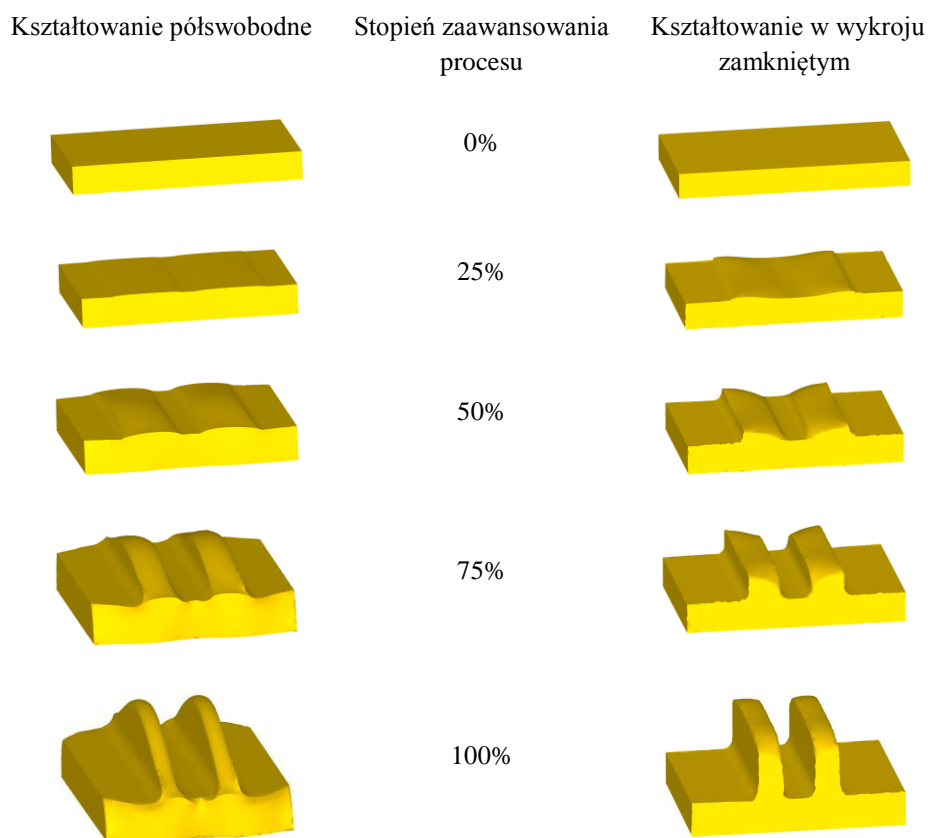 Kształtowanie półswobodne
Stopień zaawansowania
procesu
Kształtowanie w wykroju
zamkniętym
0%
25%
50%
75%
100%